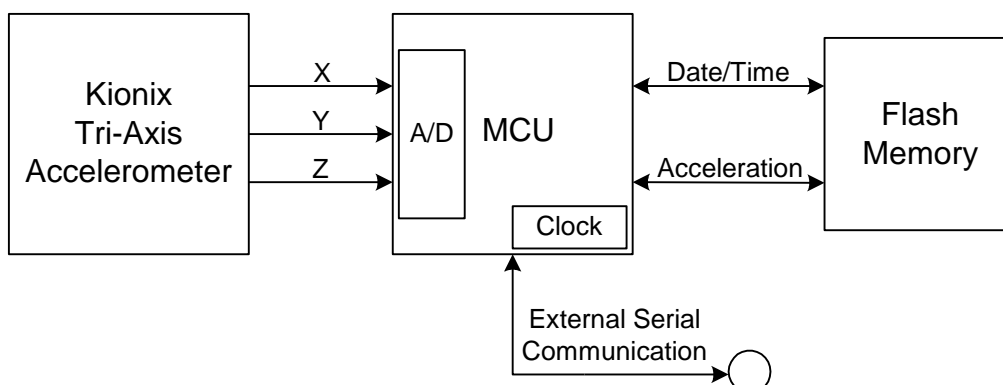 Kionix
Tri-Axis
Accelerometer
X
Y
Z
A/D
MCU
Clock
Date/Time
Acceleration
Flash
Memory
External Serial
Communication